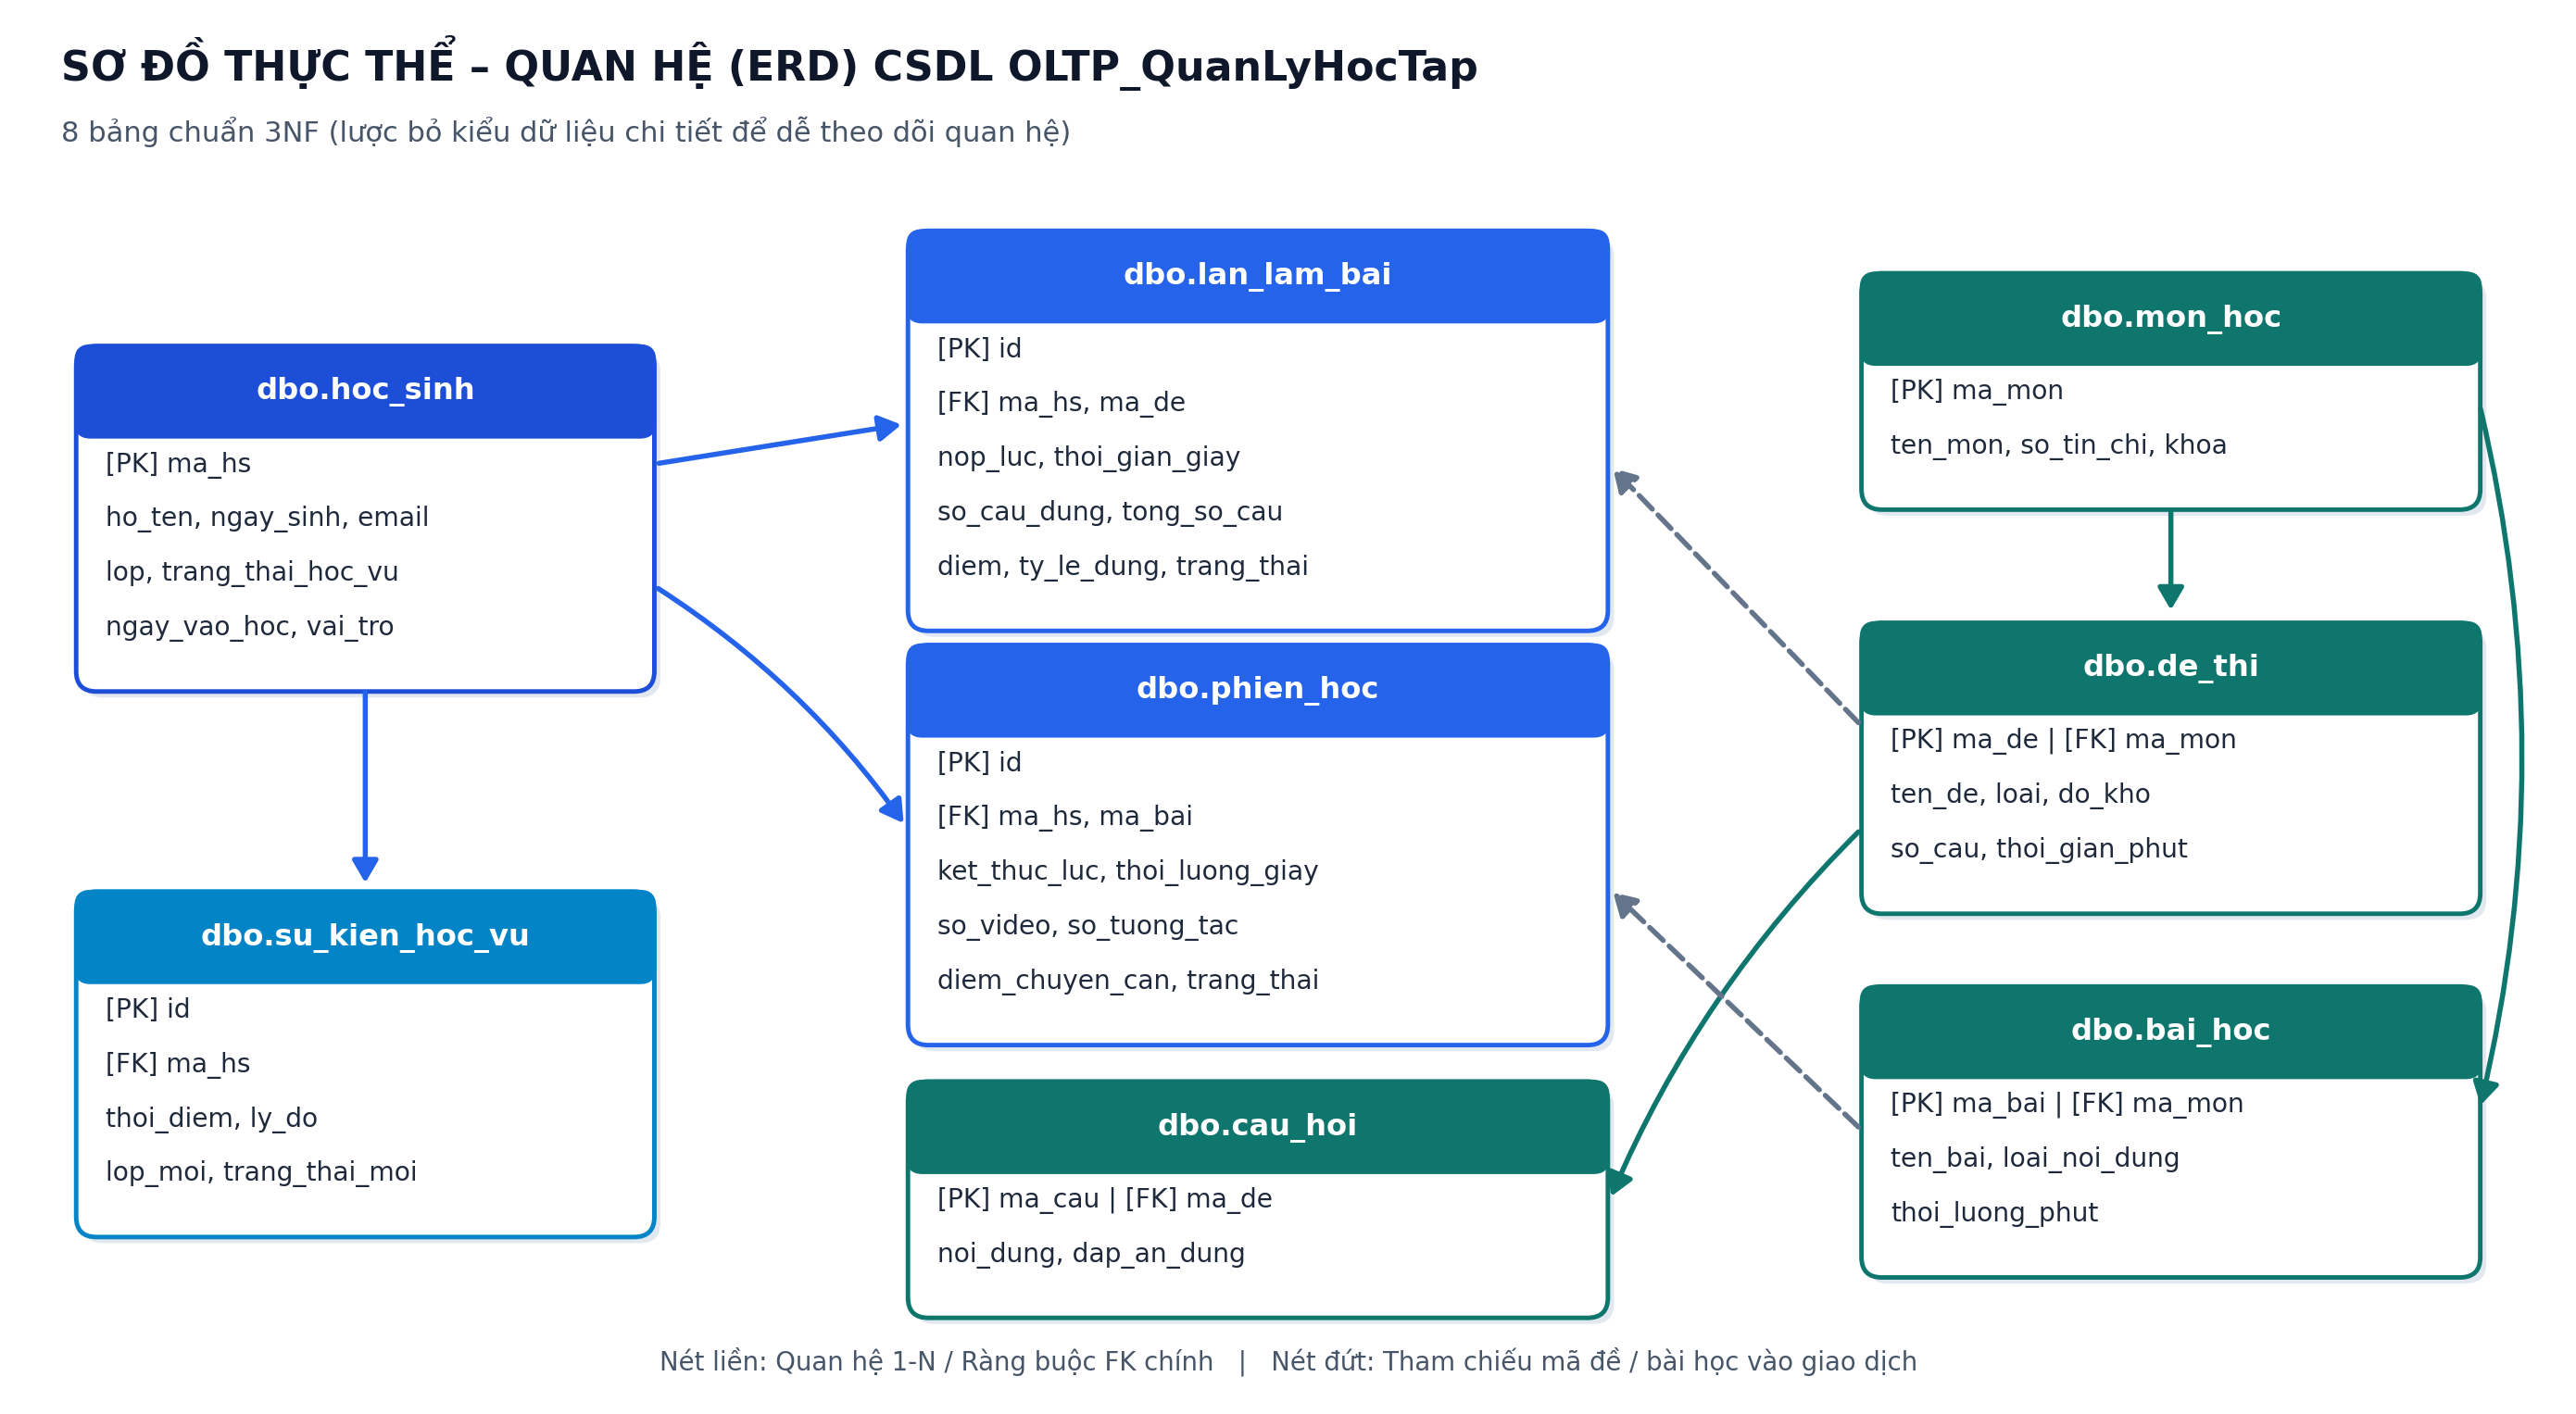 SƠ ĐỒ THỰC THỂ – QUAN HỆ (ERD) CSDL OLTP_QuanLyHocTap
8 bảng chuẩn 3NF (lược bỏ kiểu dữ liệu chi tiết để dễ theo dõi quan hệ)
dbo.hoc_sinh
[PK] ma_hs
ho_ten, ngay_sinh, email
lop, trang_thai_hoc_vu
ngay_vao_hoc, vai_tro
dbo.su_kien_hoc_vu
[PK] id
[FK] ma_hs
thoi_diem, ly_do
lop_moi, trang_thai_moi
dbo.lan_lam_bai
[PK] id
[FK] ma_hs, ma_de
nop_luc, thoi_gian_giay
so_cau_dung, tong_so_cau
diem, ty_le_dung, trang_thai
dbo.phien_hoc
[PK] id
[FK] ma_hs, ma_bai
ket_thuc_luc, thoi_luong_giay
so_video, so_tuong_tac
diem_chuyen_can, trang_thai
dbo.cau_hoi
[PK] ma_cau | [FK] ma_de
noi_dung, dap_an_dung
dbo.mon_hoc
[PK] ma_mon
ten_mon, so_tin_chi, khoa
dbo.de_thi
[PK] ma_de | [FK] ma_mon
ten_de, loai, do_kho
so_cau, thoi_gian_phut
dbo.bai_hoc
[PK] ma_bai | [FK] ma_mon
ten_bai, loai_noi_dung
thoi_luong_phut
Nét liền: Quan hệ 1-N / Ràng buộc FK chính | Nét đứt: Tham chiếu mã đề / bài học vào giao dịch